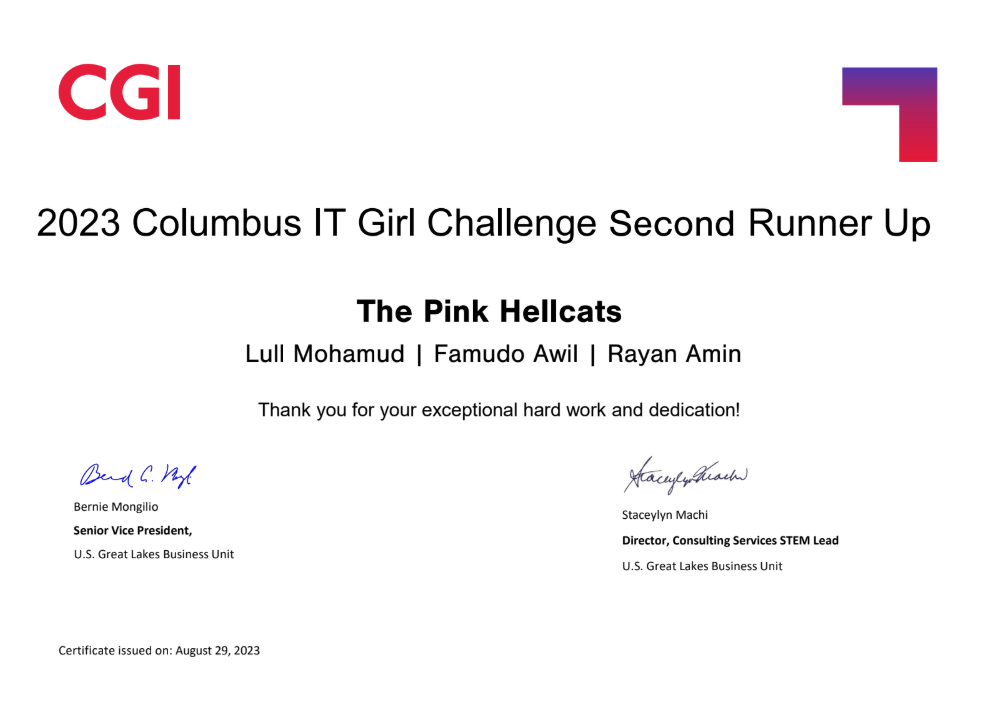 CGI
2023 Columbus IT Girl Challenge Second Runner Up
The Pink Hellcats
Lull Mohamud | Famudo Awil | Rayan Amin
Thank you for your exceptional hard work and dedication!
Bernie Mongilio
Senior Vice President,
U.S. Great Lakes Business Unit
Staceylyn Machi
Staceylyn Machi
Director, Consulting Services STEM Lead
U.S. Great Lakes Business Unit
Certificate issued on: August 29, 2023